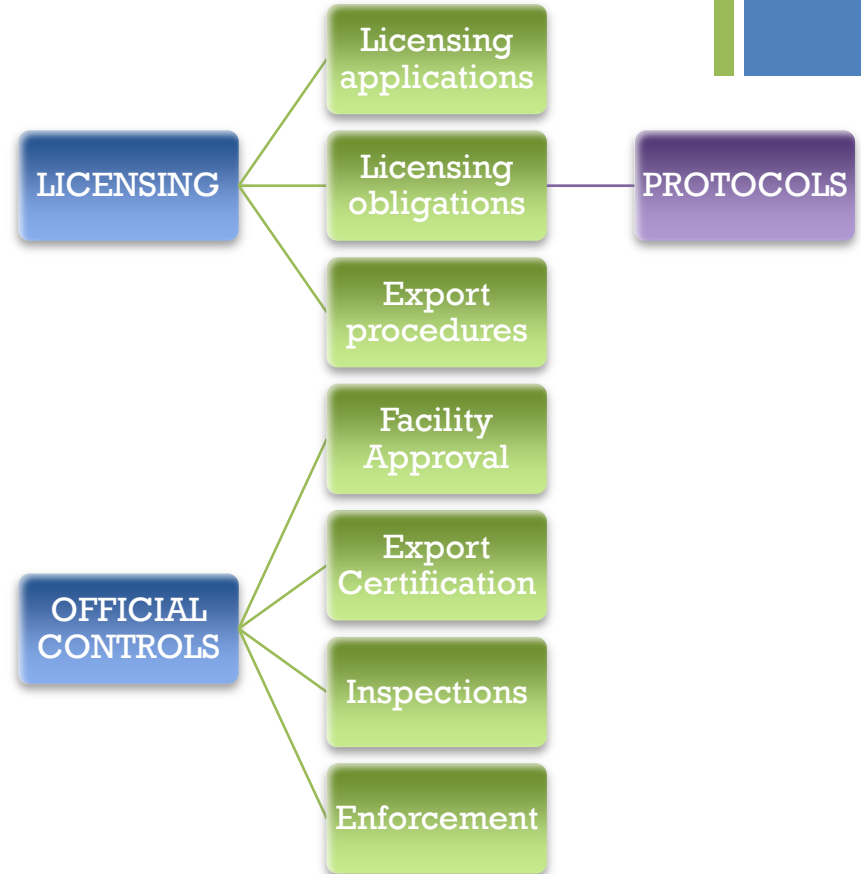 LICENSING
Licensing
applications
Licensing
obligations
PROTOCOLS
Export
procedures
OFFICIAL
CONTROLS
Facility
Approval
Export
Certification
Inspections
Enforcement